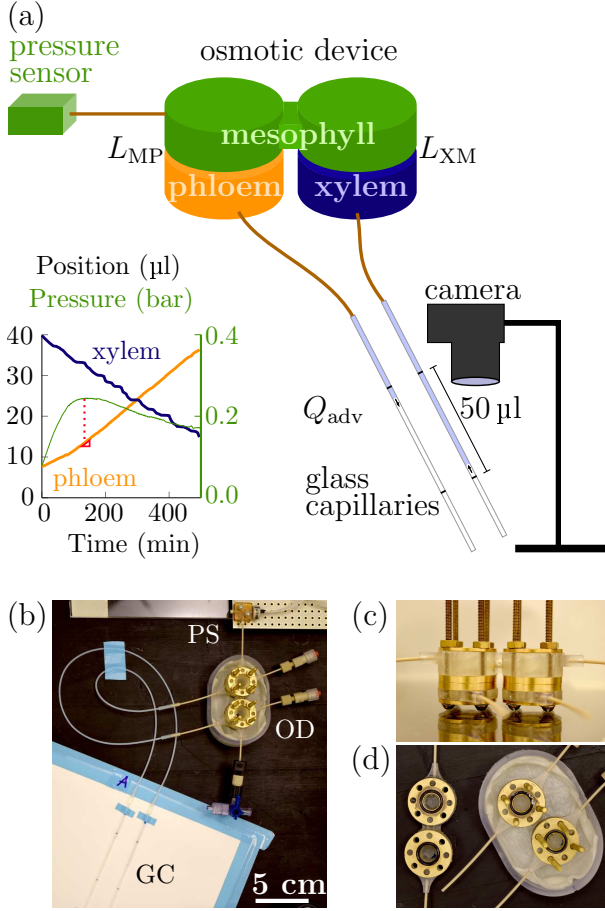 (a)
pressure
sensor
osmotic device
mesophyll
L_MP
L_XM
phloem
xylem
Position (µl)
Pressure (bar)
camera
40
30
20
10
0
0.4
0.2
0.0
xylem
phloem
0
200
400
Time (min)
Q_adv
50 µl
glass
capillaries
(b)
PS
OD
A
GC
5 cm
(c)
(d)